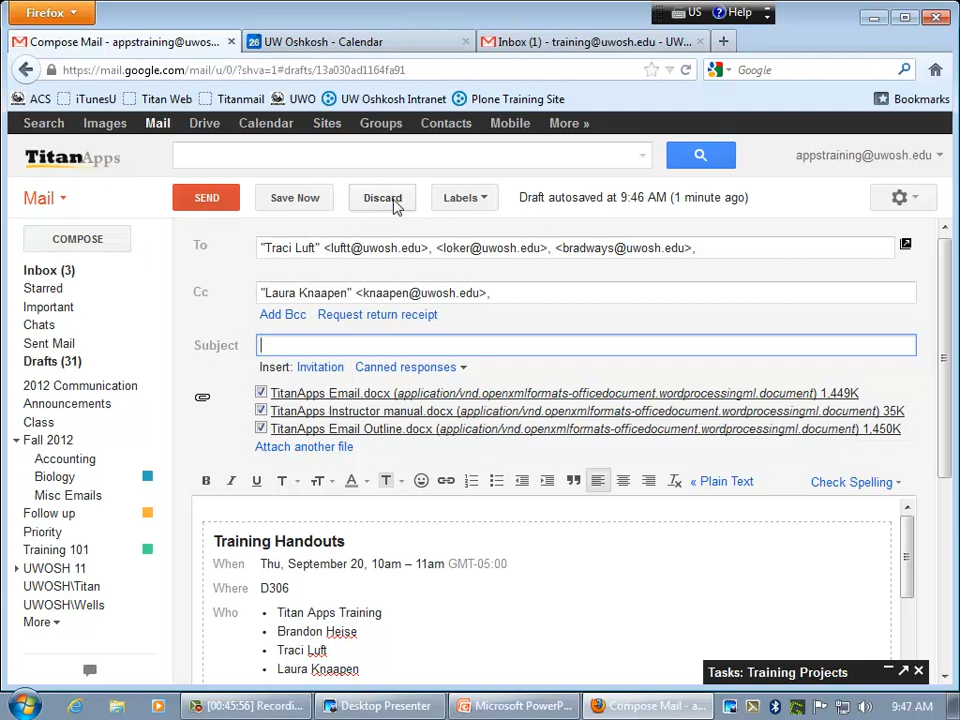 Firefox
US Help
Compose Mail - appstraining@uwos...
26 UW Oshkosh - Calendar
Inbox (1) - training@uwosh.edu - UW...
https://mail.google.com/mail/u/0/?shva=1#drafts/13a030ad1164fa91
Google
ACS iTunesU Titan Web Titanmail UWO UW Oshkosh Intranet Plone Training Site Bookmarks
Search Images Mail Drive Calendar Sites Groups Contacts Mobile More »
TitanApps
appstraining@uwosh.edu
Mail
SEND Save Now Discard Labels Draft autosaved at 9:46 AM (1 minute ago)
COMPOSE
Inbox (3)
Starred
Important
Chats
Sent Mail
Drafts (31)
2012 Calendar
Announcements
Class
Fall 2012
Accounting
Biology
Misc Emails
Follow up
Priority
Training 101
UWOSH 11
UWOSH\Titan
UWOSH\Wells
More
To "Traci Luft" <luftt@uwosh.edu>, <loker@uwosh.edu>, <bradways@uwosh.edu>,
Cc "Laura Knaapen" <knaapen@uwosh.edu>,
Add Bcc Request return receipt
Subject
Insert: Invitation Canned responses
TitanApps Email.docx (application/vnd.openxmlformats-officedocument.wordprocessingml.document) 1,449K
TitanApps Instructor manual.docx (application/vnd.openxmlformats-officedocument.wordprocessingml.document) 35K
TitanApps Email Outline.docx (application/vnd.openxmlformats-officedocument.wordprocessingml.document) 1,450K
Attach another file
B I U T T A T « Plain Text Check Spelling
Training Handouts
When Thu, September 20, 10am – 11am GMT-05:00
Where D306
Who • Titan Apps Training
• Brandon Heise
• Traci Luft
• Laura Knaapen
Tasks: Training Projects
[00:45:56] Recordi...
Desktop Presenter
Microsoft PowerP...
Compose Mail - a...
9:47 AM